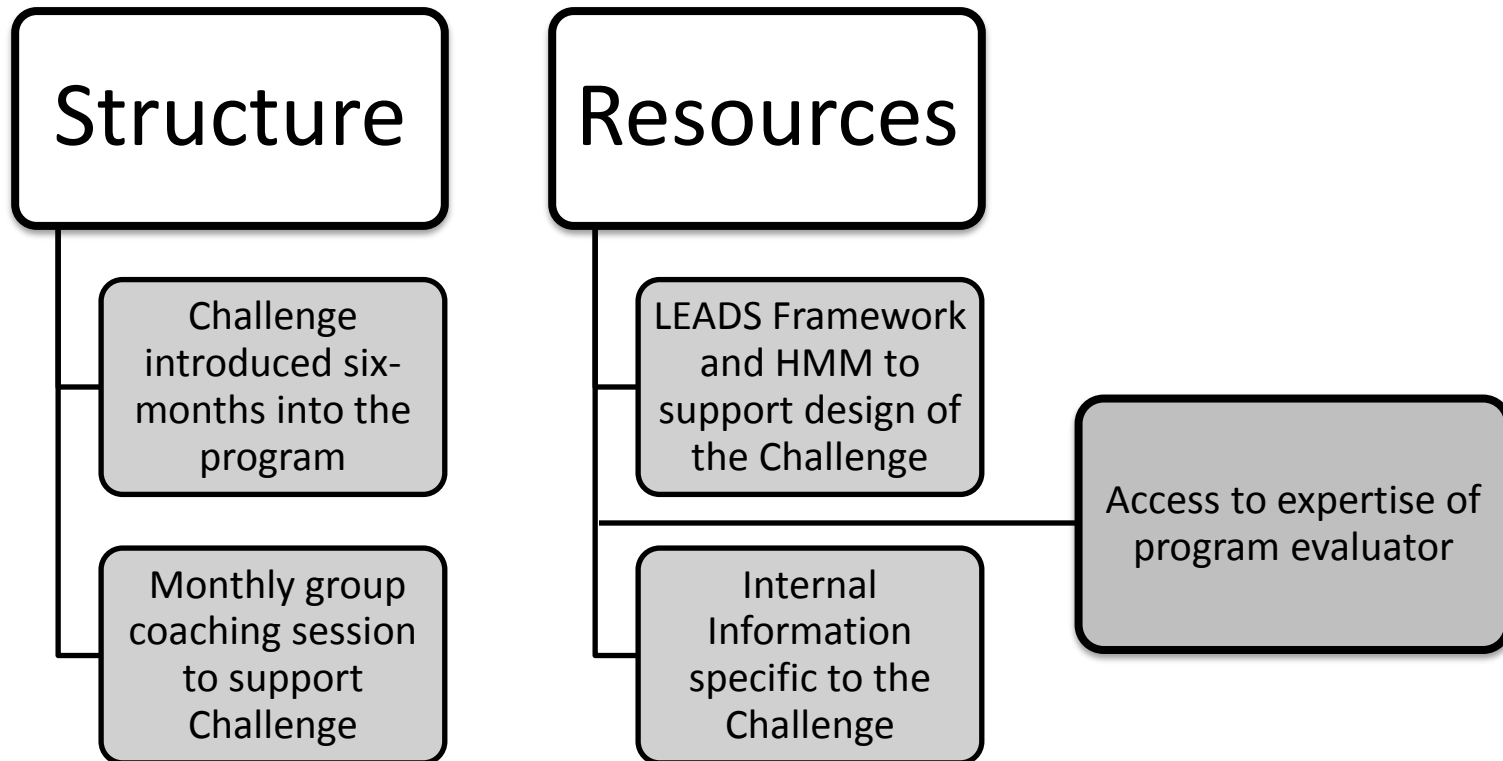 Structure
Challenge
introduced six-
months into the
program
Monthly group
coaching session
to support
Challenge
Resources
LEADS Framework
and HMM to
support design of
the Challenge
Internal
Information
specific to the
Challenge
Access to expertise of
program evaluator